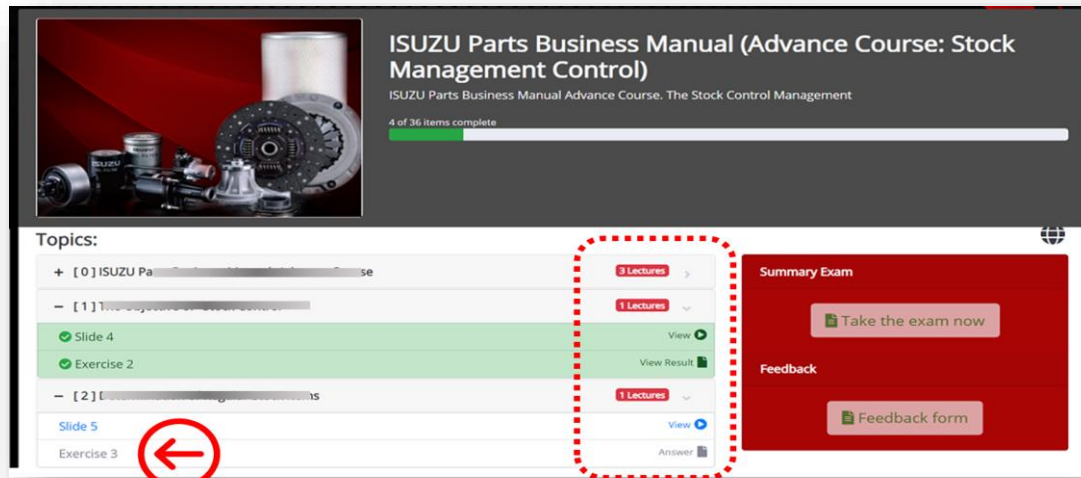 ISUZU Parts Business Manual (Advance Course: Stock
Management Control)
ISUZU Parts Business Manual Advance Course. The Stock Control Management
4 of 36 items complete
ISUZU
Topics:
+ [ 0 ] ISUZU Pa
3 Lectures
− [ 1 ]
1 Lectures
Slide 4
View
Exercise 2
View Result
− [ 2 ]
1 Lectures
Slide 5
View
Exercise 3
Answer
Summary Exam
Take the exam now
Feedback
Feedback form